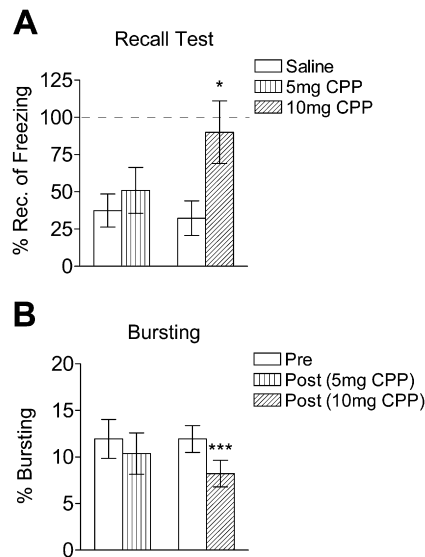 A
Recall Test
Saline
5mg CPP
10mg CPP
% Rec. of Freezing
125
100
75
50
25
0
*
B
Bursting
Pre
Post (5mg CPP)
Post (10mg CPP)
% Bursting
20
15
10
5
0
***